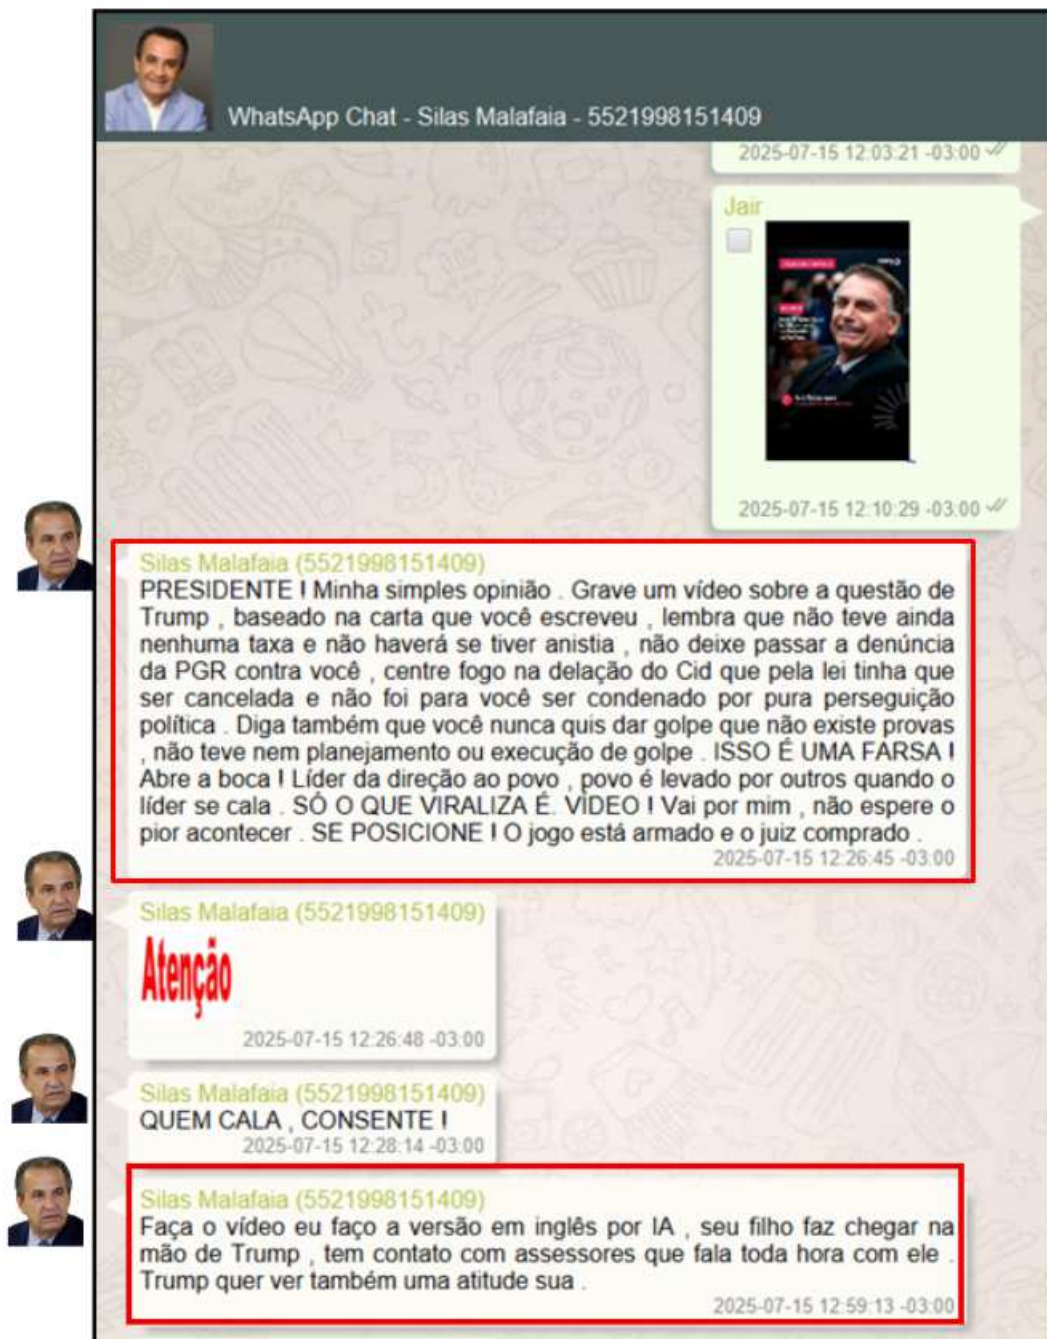 WhatsApp Chat - Silas Malafaia - 5521998151409
2025-07-15 12:03:21 -03:00
Jair
2025-07-15 12:10:29 -03:00
Silas Malafaia (5521998151409)
PRESIDENTE ! Minha simples opinião . Grave um vídeo sobre a questão de
Trump , baseado na carta que você escreveu , lembra que não teve ainda
nenhuma taxa e não haverá se tiver anistia , não deixe passar a denúncia
da PGR contra você , centre fogo na delação do Cid que pela lei tinha que
ser cancelada e não foi para você ser condenado por pura perseguição
política . Diga também que você nunca quis dar golpe que não existe provas
, não teve nem planejamento ou execução de golpe . ISSO É UMA FARSA !
Abre a boca ! Líder da direção ao povo , povo é levado por outros quando o
líder se cala . SÓ O QUE VIRALIZA É. VÍDEO ! Vai por mim , não espere o
pior acontecer . SE POSICIONE ! O jogo está armado e o juiz comprado .
2025-07-15 12:26:45 -03:00
Silas Malafaia (5521998151409)
Atenção
2025-07-15 12:26:48 -03:00
Silas Malafaia (5521998151409)
QUEM CALA , CONSENTE !
2025-07-15 12:28:14 -03:00
Silas Malafaia (5521998151409)
Faça o vídeo eu faço a versão em inglês por IA , seu filho faz chegar na
mão de Trump , tem contato com assessores que fala toda hora com ele .
Trump quer ver também uma atitude sua .
2025-07-15 12:59:13 -03:00